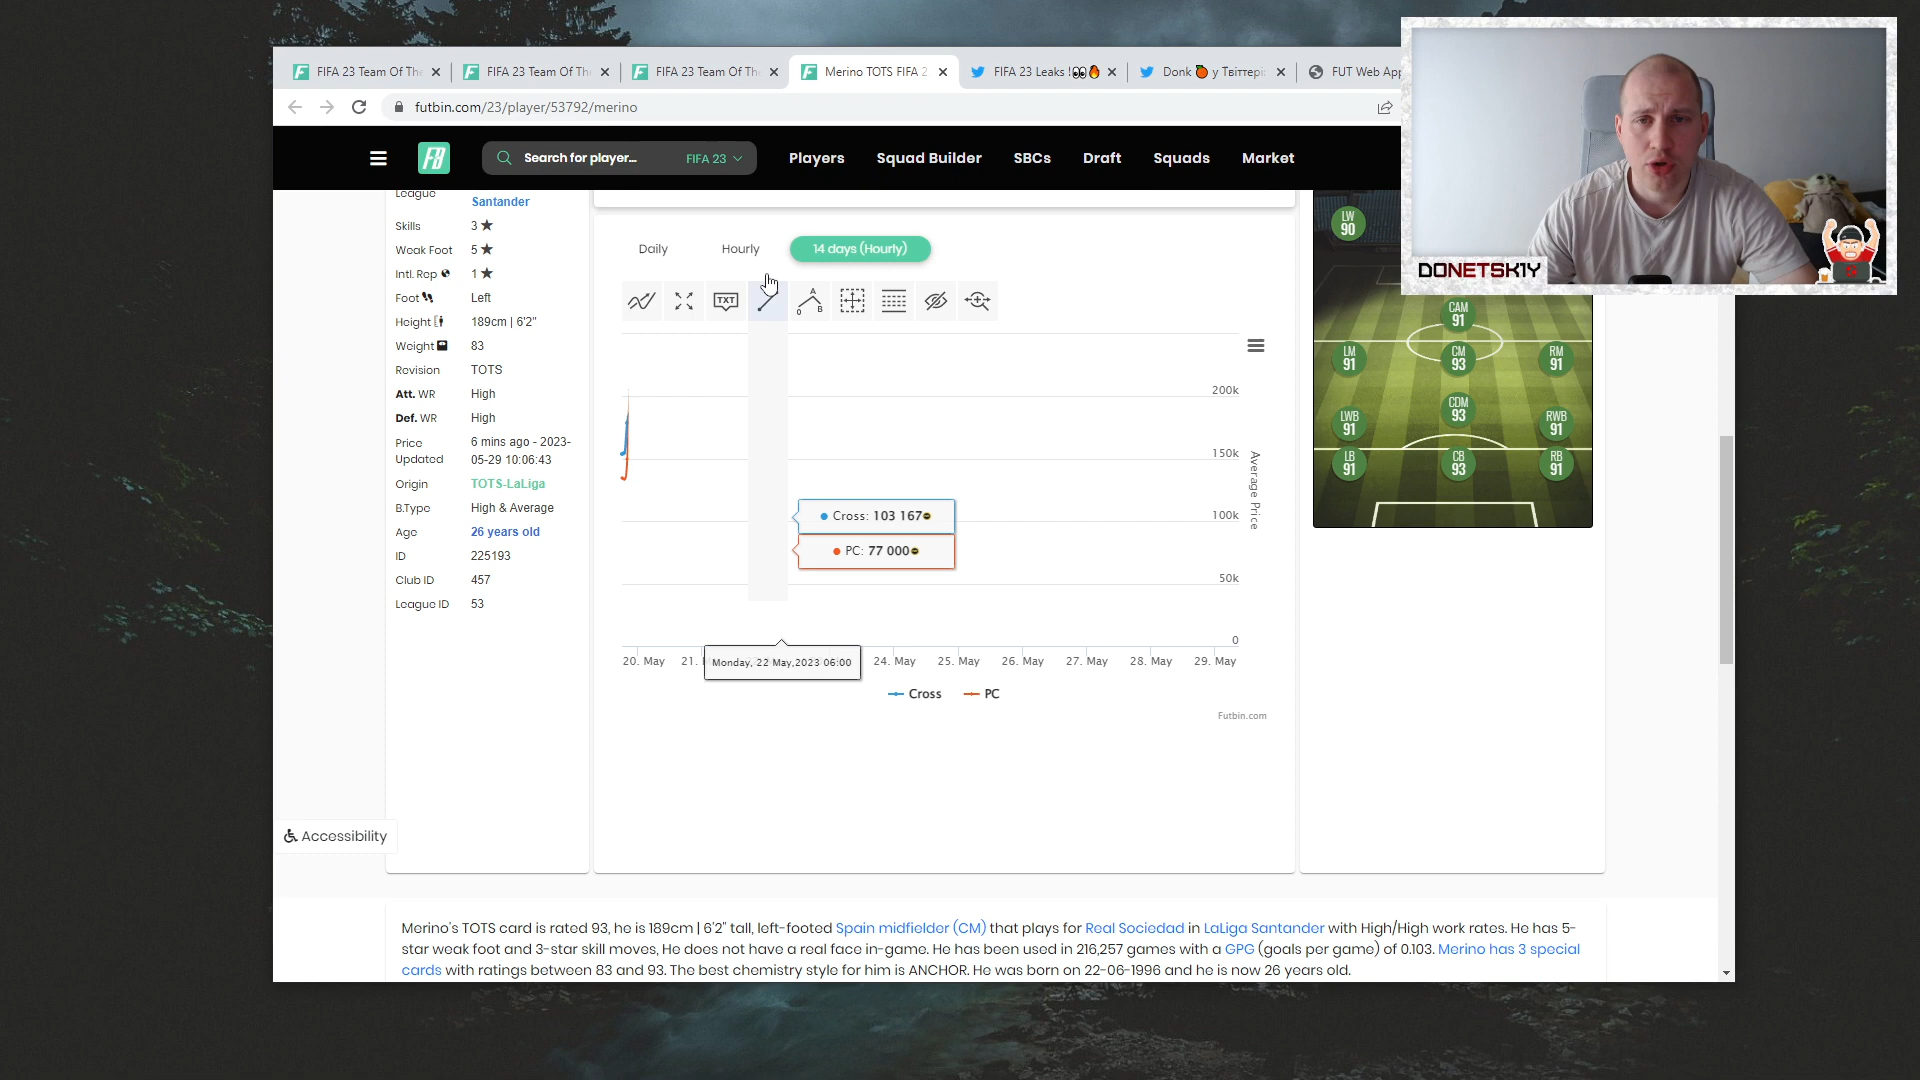 FIFA 23 Team Of The
FIFA 23 Team Of Th
FIFA 23 Team Of Th
Merino TOTS FIFA 2
FIFA 23 Leaks !👀🔥
Donk 🍊 у Твіттері:
FUT Web App
futbin.com/23/player/53792/merino
FB
Search for player...
FIFA 23
Players
Squad Builder
SBCs
Draft
Squads
Market
League
Santander
Skills 3 ★
Weak Foot 5 ★
Intl. Rep 1 ★
Foot Left
Height 189cm | 6'2"
Weight 83
Revision TOTS
Att. WR High
Def. WR High
Price Updated 6 mins ago - 2023-
05-29 10:06:43
Origin TOTS-LaLiga
B.Type High & Average
Age 26 years old
ID 225193
Club ID 457
League ID 53
Daily
Hourly
14 days (Hourly)
TXT
A
0 B
200k
150k
100k
50k
0
Average Price
Cross: 103 167
PC: 77 000
Monday, 22 May,2023 06:00
20. May
21.
24. May
25. May
26. May
27. May
28. May
29. May
Cross
PC
Futbin.com
LW
90
CAM
91
LM
91
CM
93
RM
91
LWB
91
CDM
93
RWB
91
LB
91
CB
93
RB
91
DONETSK1Y
Accessibility
Merino's TOTS card is rated 93, he is 189cm | 6'2" tall, left-footed Spain midfielder (CM) that plays for Real Sociedad in LaLiga Santander with High/High work rates. He has 5-
star weak foot and 3-star skill moves, He does not have a real face in-game. He has been used in 216,257 games with a GPG (goals per game) of 0.103. Merino has 3 special
cards with ratings between 83 and 93. The best chemistry style for him is ANCHOR. He was born on 22-06-1996 and he is now 26 years old.